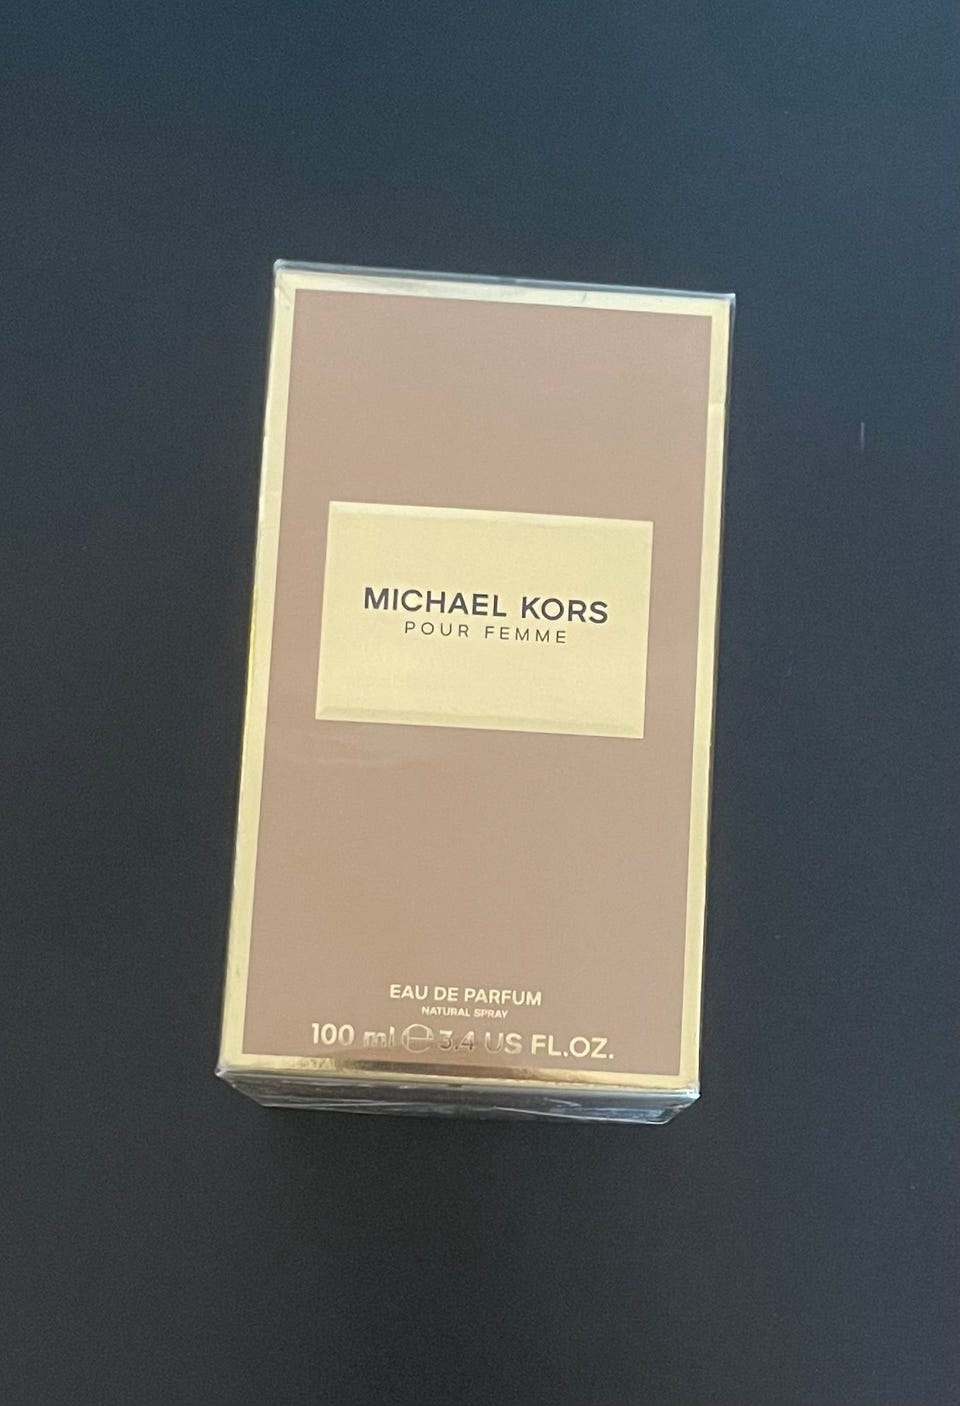 MICHAEL KORS
POUR FEMME
EAU DE PARFUM
NATURAL SPRAY
100 ml ℮ 3.4 US FL.OZ.